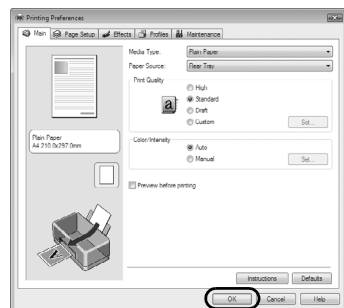 Printing Preferences
Main Page Setup Effects Profiles Maintenance
Media Type: Plain Paper
Paper Source: Rear Tray
Print Quality
High
Standard
Draft
Custom
Set...
Plain Paper
A4 210.0x297.0mm
Color/Intensity
Auto
Manual
Set...
Preview before printing
Instructions Defaults
OK Cancel Help